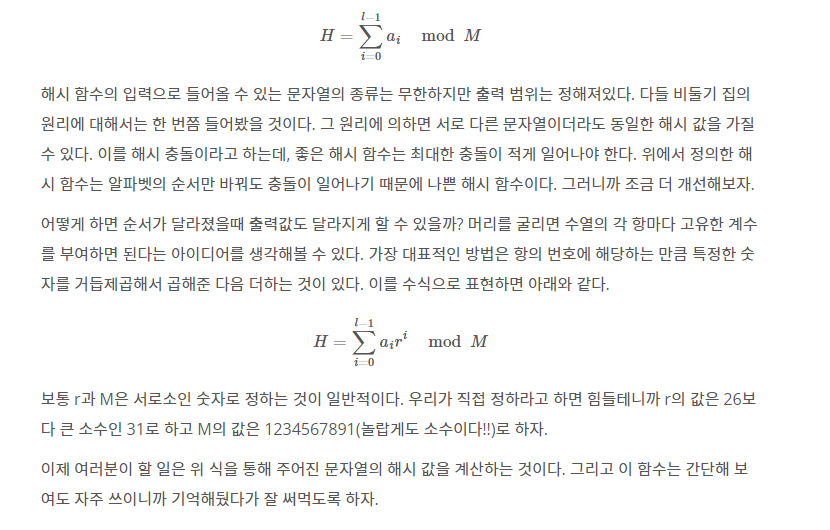 H = \sum_{i=0}^{l-1} a_i \mod M
해시 함수의 입력으로 들어올 수 있는 문자열의 종류는 무한하지만 출력 범위는 정해져있다. 다들 비둘기 집의
원리에 대해서는 한 번쯤 들어봤을 것이다. 그 원리에 의하면 서로 다른 문자열이더라도 동일한 해시 값을 가질
수 있다. 이를 해시 충돌이라고 하는데, 좋은 해시 함수는 최대한 충돌이 적게 일어나야 한다. 위에서 정의한 해
시 함수는 알파벳의 순서만 바꿔도 충돌이 일어나기 때문에 나쁜 해시 함수이다. 그러니까 조금 더 개선해보자.
어떻게 하면 순서가 달라졌을때 출력값도 달라지게 할 수 있을까? 머리를 굴리면 수열의 각 항마다 고유한 계수
를 부여하면 된다는 아이디어를 생각해볼 수 있다. 가장 대표적인 방법은 항의 번호에 해당하는 만큼 특정한 숫
자를 거듭제곱해서 곱해준 다음 더하는 것이 있다. 이를 수식으로 표현하면 아래와 같다.
H = \sum_{i=0}^{l-1} a_i r^i \mod M
보통 r과 M은 서로소인 숫자로 정하는 것이 일반적이다. 우리가 직접 정하라고 하면 힘들테니까 r의 값은 26보
다 큰 소수인 31로 하고 M의 값은 1234567891(놀랍게도 소수이다!!)로 하자.
이제 여러분이 할 일은 위 식을 통해 주어진 문자열의 해시 값을 계산하는 것이다. 그리고 이 함수는 간단해 보
여도 자주 쓰이니까 기억해뒀다가 잘 써먹도록 하자.